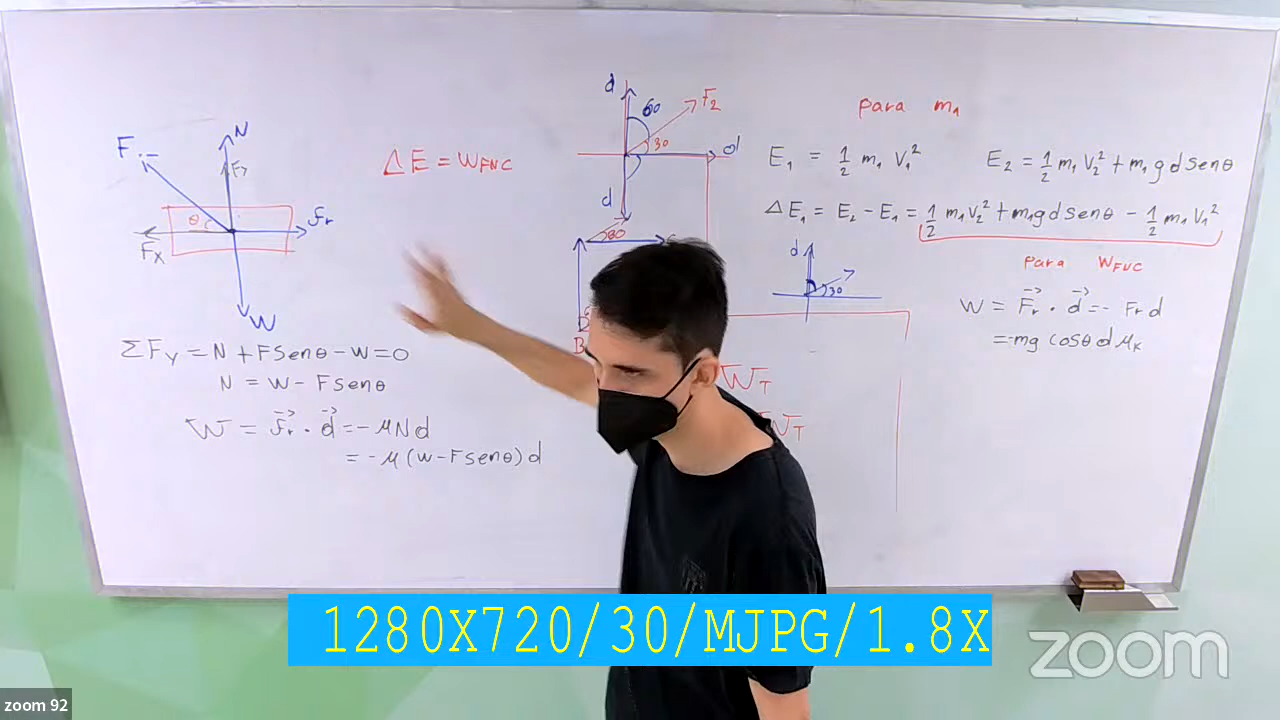 N
F
F
θ
fr
Fx
W
ΣFy = N + Fsenθ - W = 0
N = W - Fsenθ
W = fr · d = - μNd
= - μ (W - Fsenθ) d
ΔE = WFNC
d
60
F2
30
d
d
30
B
WT
WT
para m1
E1 = 1/2 m1 V1²
E2 = 1/2 m1 V2² + m1 g d senθ
ΔE1 = E2 - E1 = 1/2 m1 V2² + m1 g d senθ - 1/2 m1 V1²
d
30
para WFNC
W = Fr · d = - Fr d
= - mg cosθ d μk
1280X720/30/MJPG/1.8X
zoom
zoom 92